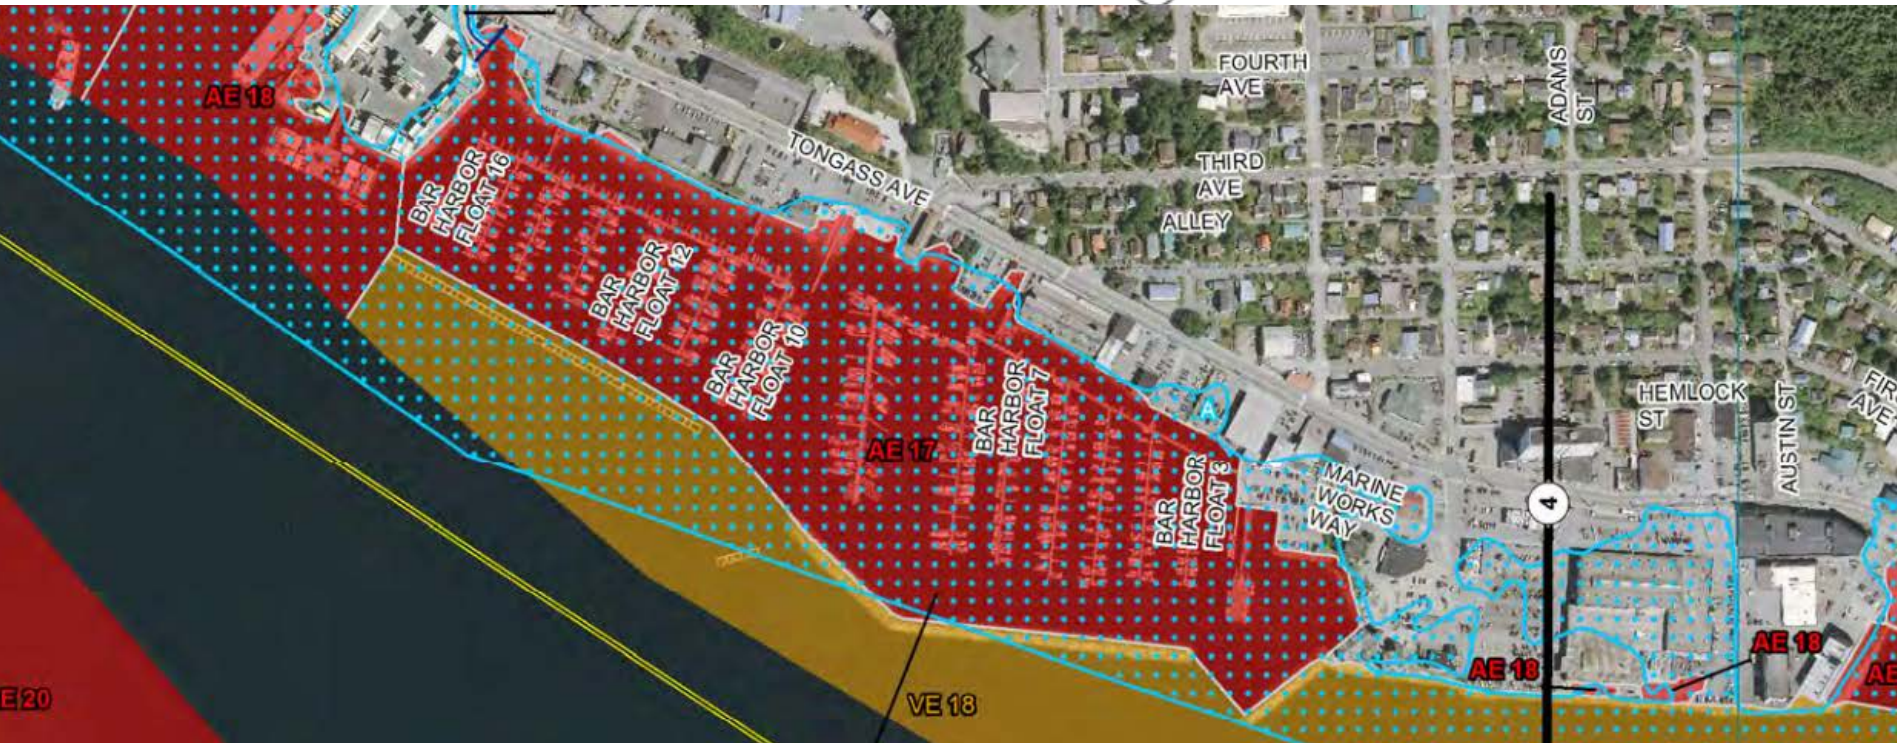 FOURTH
AVE
ADAMS
ST
AE 18
TONGASS AVE
THIRD
AVE
ALLEY
BAR
HARBOR
FLOAT 16
BAR
HARBOR
FLOAT 12
BAR
HARBOR
FLOAT 10
BAR
HARBOR
FLOAT 7
HEMLOCK
ST
AUSTIN ST
AVE
A
AE 17
BAR
HARBOR
FLOAT 3
MARINE
WORKS
WAY
4
AE 18
AE 18
AE
E 20
VE 18